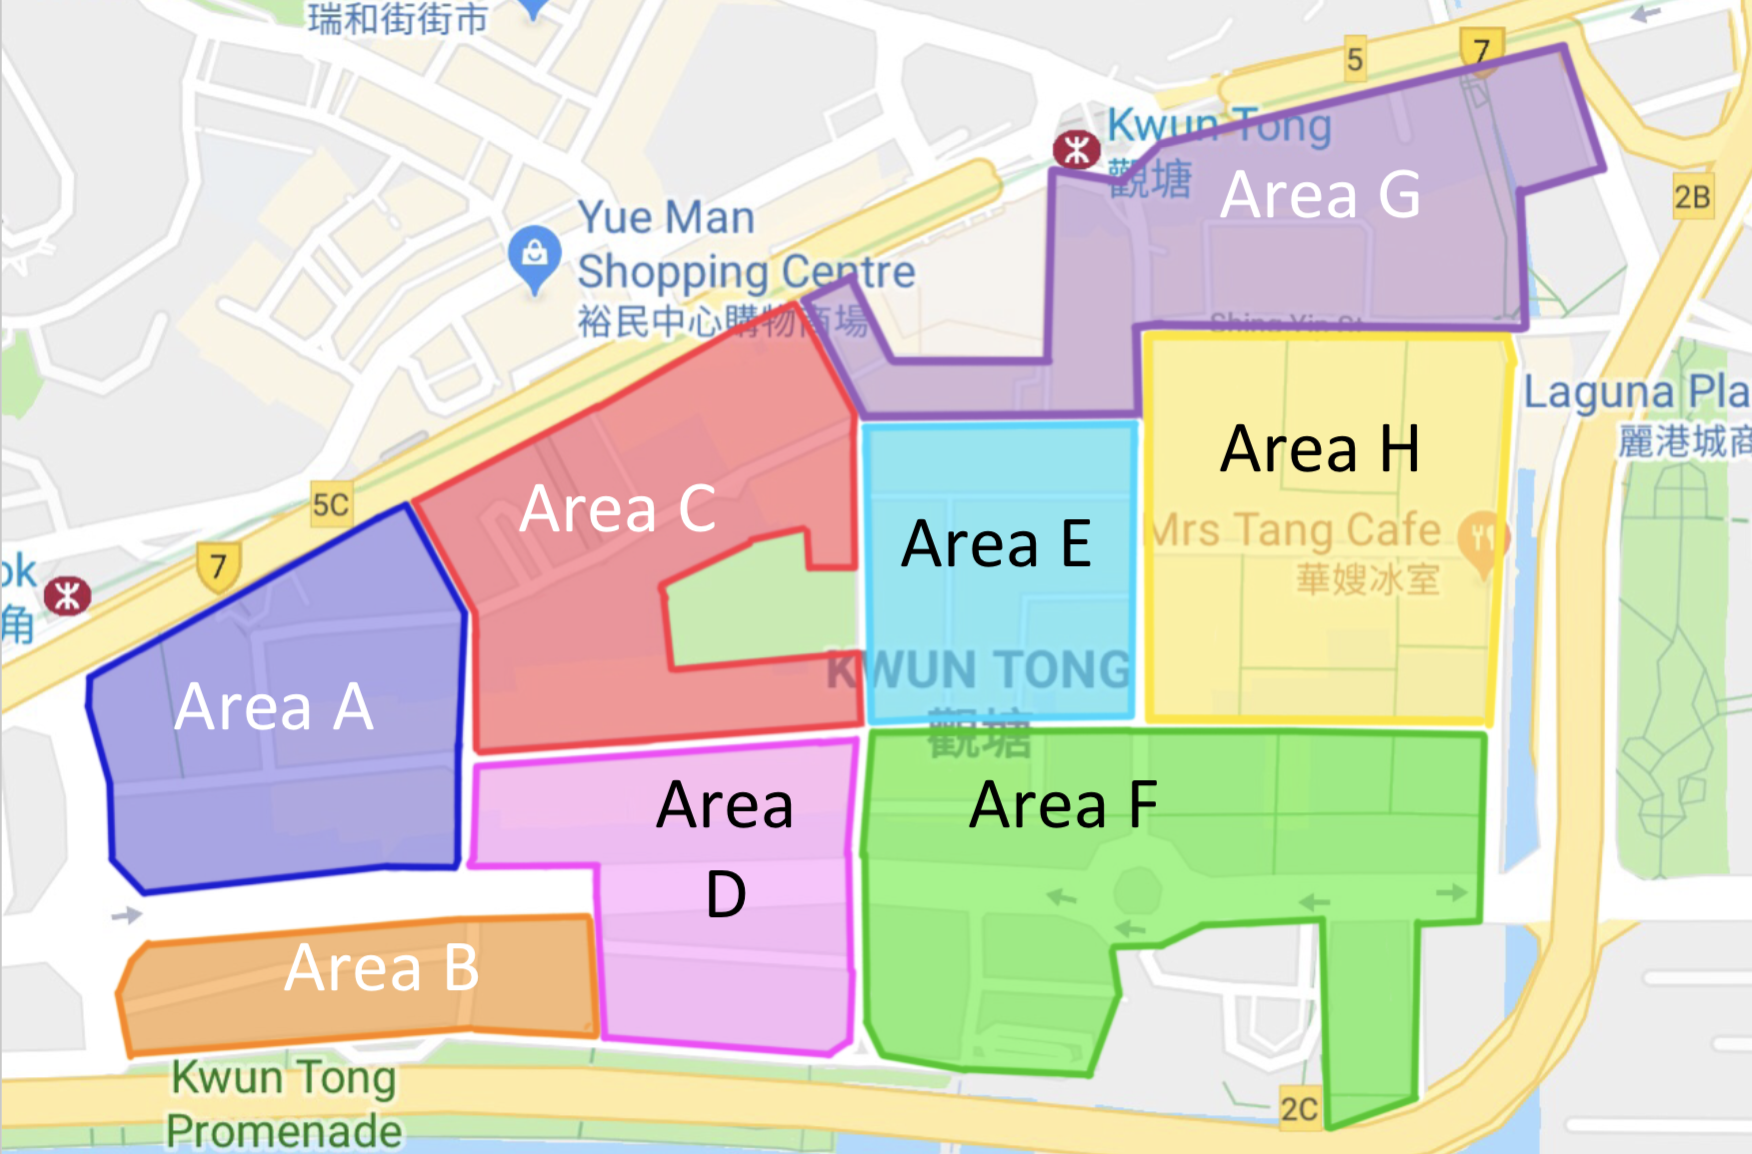 瑞和街街市
5
7
Kwun Tong
觀塘
Area G
2B
Yue Man
Shopping Centre
裕民中心購物商場
Shing Yip St
Laguna Pla
麗港城商
Area H
5C
Area C
Mrs Tang Cafe
華嫂冰室
Area E
7
ok
角
KWUN TONG
觀塘
Area A
Area
D
Area F
Area B
Kwun Tong
Promenade
2C